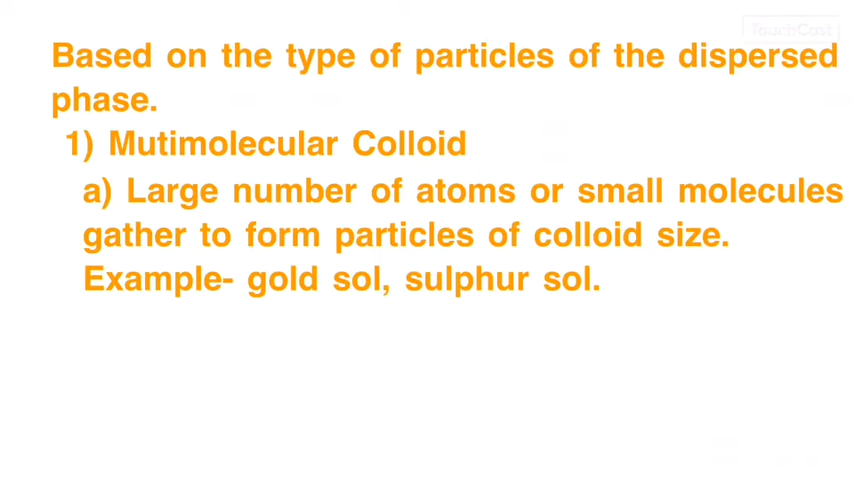 TouchCast
Based on the type of particles of the dispersed
phase.
1) Mutimolecular Colloid
a) Large number of atoms or small molecules
gather to form particles of colloid size.
Example- gold sol, sulphur sol.